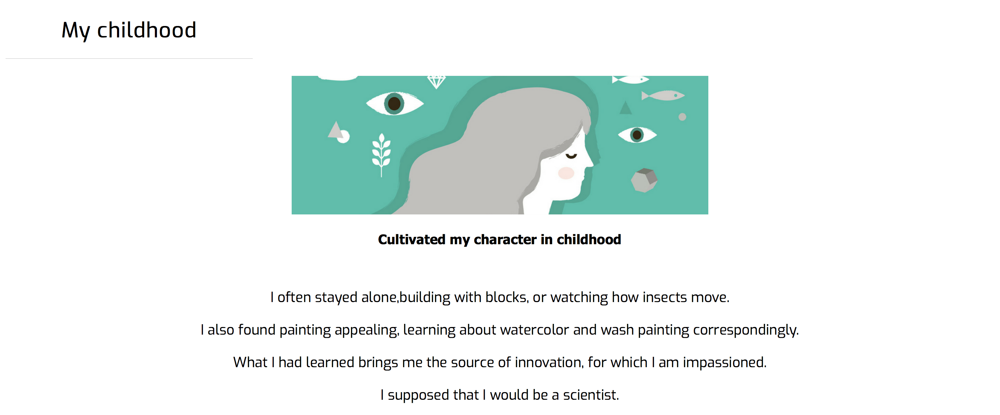 My childhood
Cultivated my character in childhood
I often stayed alone,building with blocks, or watching how insects move.
I also found painting appealing, learning about watercolor and wash painting correspondingly.
What I had learned brings me the source of innovation, for which I am impassioned.
I supposed that I would be a scientist.